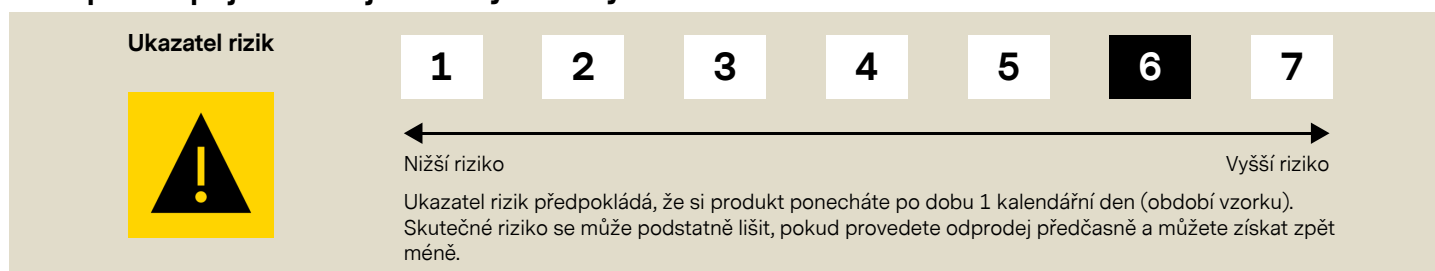 Ukazatel rizik
1 2 3 4 5 6 7
Nižší riziko Vyšší riziko
Ukazatel rizik předpokládá, že si produkt ponecháte po dobu 1 kalendářní den (období vzorku).
Skutečné riziko se může podstatně lišit, pokud provedete odprodej předčasně a můžete získat zpět
méně.